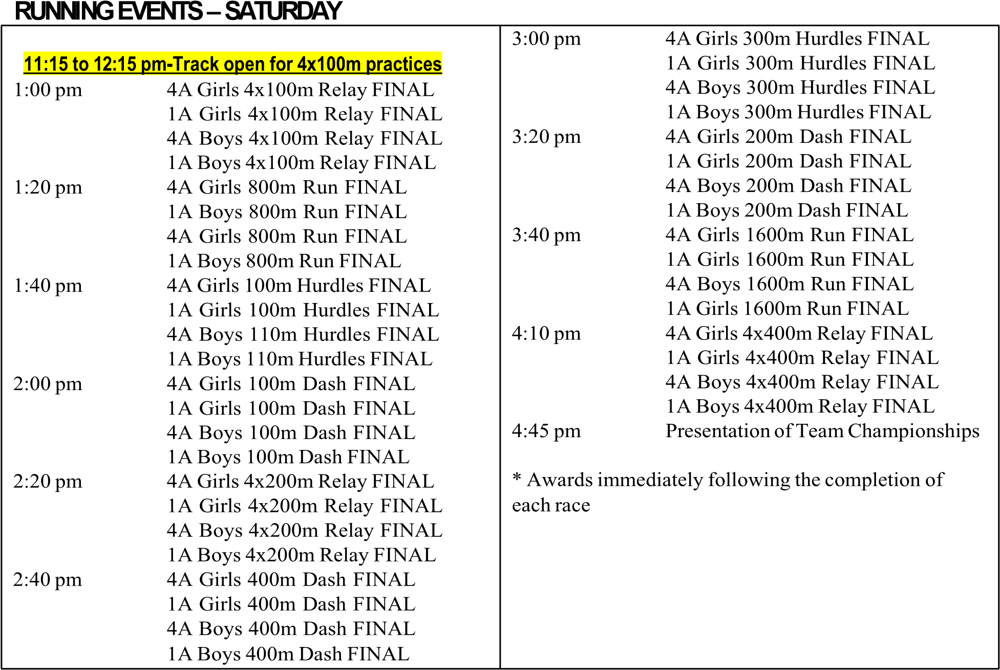 RUNNING EVENTS – SATURDAY
11:15 to 12:15 pm-Track open for 4x100m practices
1:00 pm 4A Girls 4x100m Relay FINAL
1A Girls 4x100m Relay FINAL
4A Boys 4x100m Relay FINAL
1A Boys 4x100m Relay FINAL
1:20 pm 4A Girls 800m Run FINAL
1A Boys 800m Run FINAL
4A Girls 800m Run FINAL
1A Boys 800m Run FINAL
1:40 pm 4A Girls 100m Hurdles FINAL
1A Girls 100m Hurdles FINAL
4A Boys 110m Hurdles FINAL
1A Boys 110m Hurdles FINAL
2:00 pm 4A Girls 100m Dash FINAL
1A Girls 100m Dash FINAL
4A Boys 100m Dash FINAL
1A Boys 100m Dash FINAL
2:20 pm 4A Girls 4x200m Relay FINAL
1A Girls 4x200m Relay FINAL
4A Boys 4x200m Relay FINAL
1A Boys 4x200m Relay FINAL
2:40 pm 4A Girls 400m Dash FINAL
1A Girls 400m Dash FINAL
4A Boys 400m Dash FINAL
1A Boys 400m Dash FINAL
3:00 pm 4A Girls 300m Hurdles FINAL
1A Girls 300m Hurdles FINAL
4A Boys 300m Hurdles FINAL
1A Boys 300m Hurdles FINAL
3:20 pm 4A Girls 200m Dash FINAL
1A Girls 200m Dash FINAL
4A Boys 200m Dash FINAL
1A Boys 200m Dash FINAL
3:40 pm 4A Girls 1600m Run FINAL
1A Girls 1600m Run FINAL
4A Boys 1600m Run FINAL
1A Girls 1600m Run FINAL
4:10 pm 4A Girls 4x400m Relay FINAL
1A Girls 4x400m Relay FINAL
4A Boys 4x400m Relay FINAL
1A Boys 4x400m Relay FINAL
4:45 pm Presentation of Team Championships
* Awards immediately following the completion of
each race